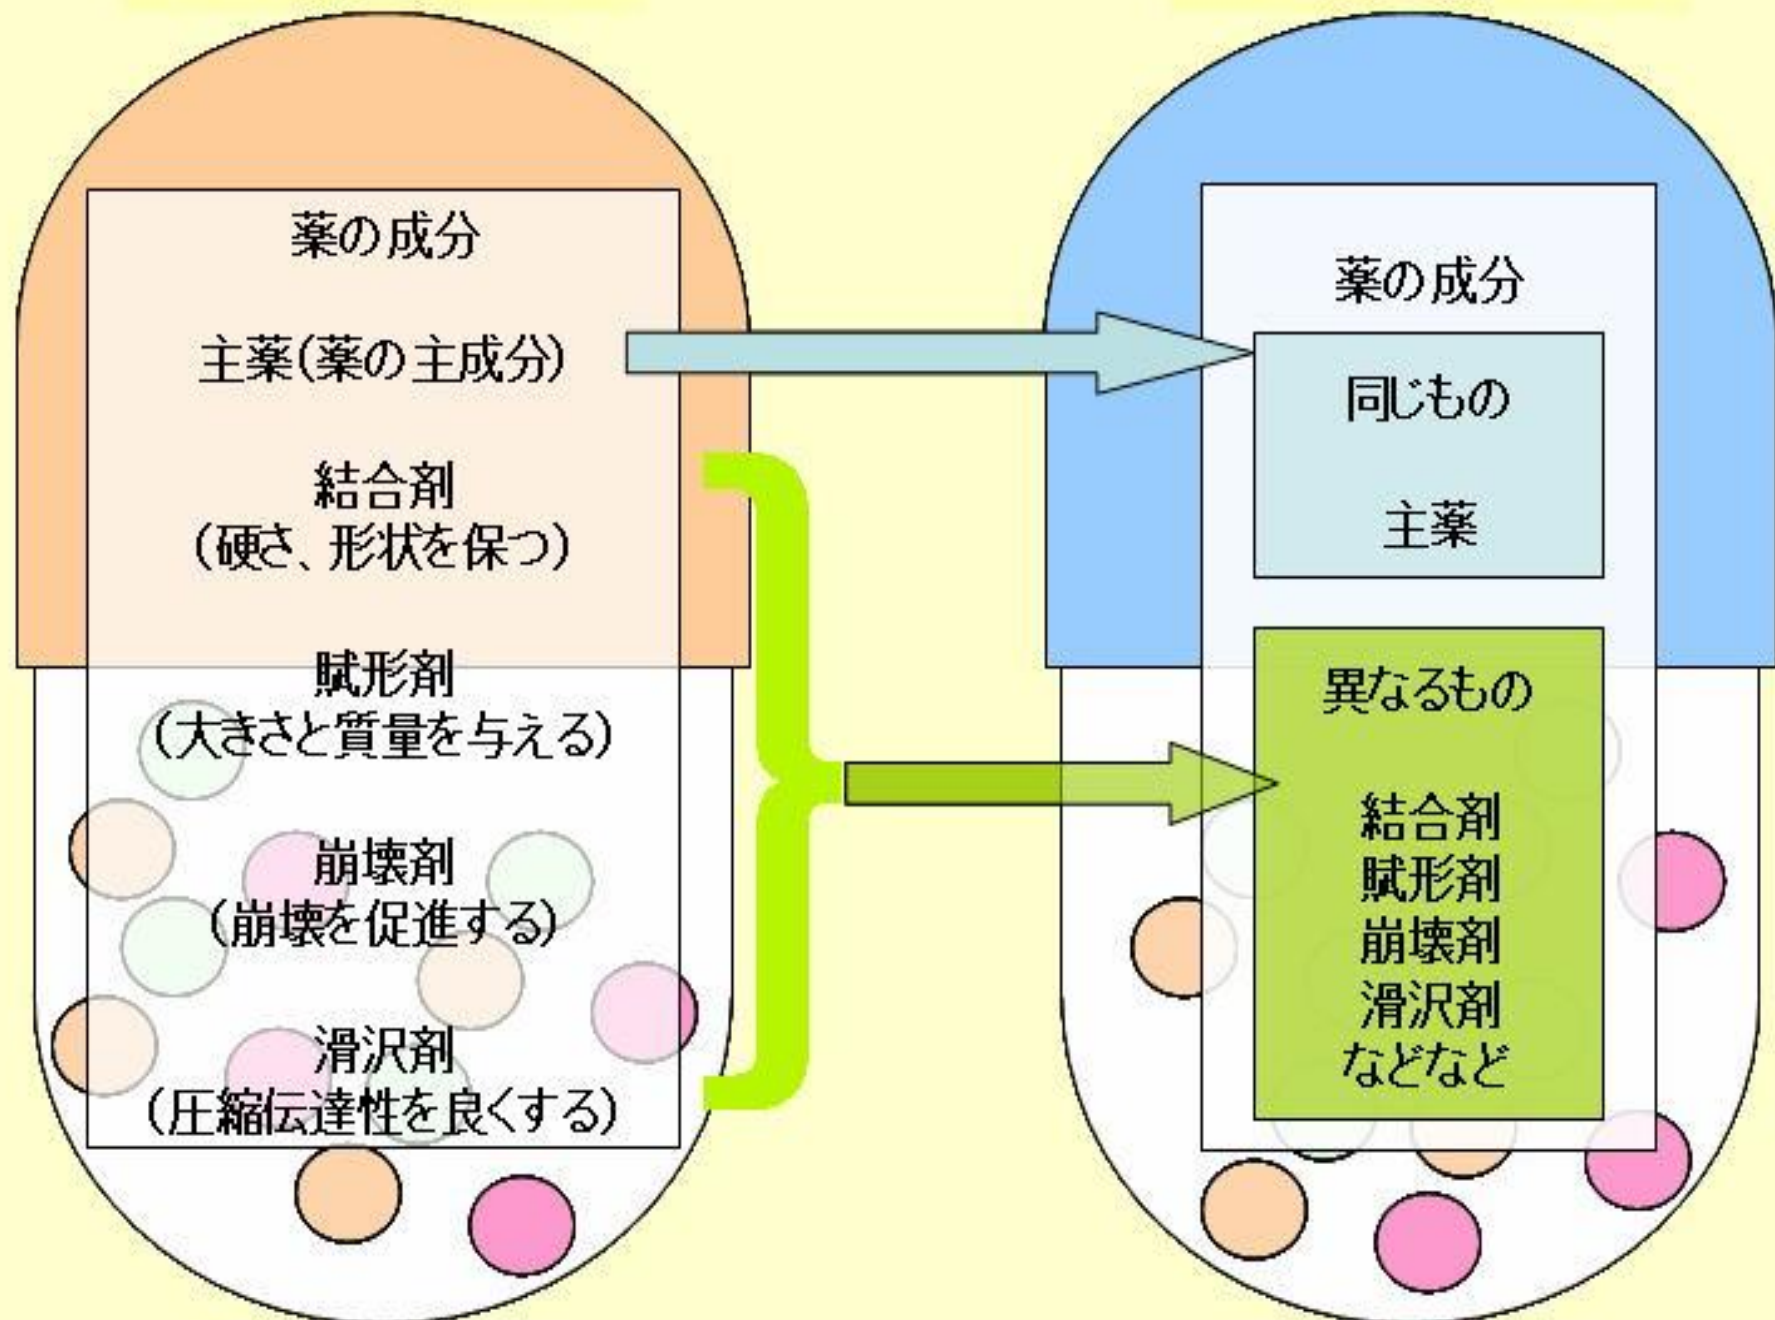 薬の成分
主薬(薬の主成分)
結合剤
(硬さ、形状を保つ)
賦形剤
(大きさと質量を与える)
崩壊剤
(崩壊を促進する)
滑沢剤
(圧縮伝達性を良くする)
薬の成分
同じもの
主薬
異なるもの
結合剤
賦形剤
崩壊剤
滑沢剤
などなど